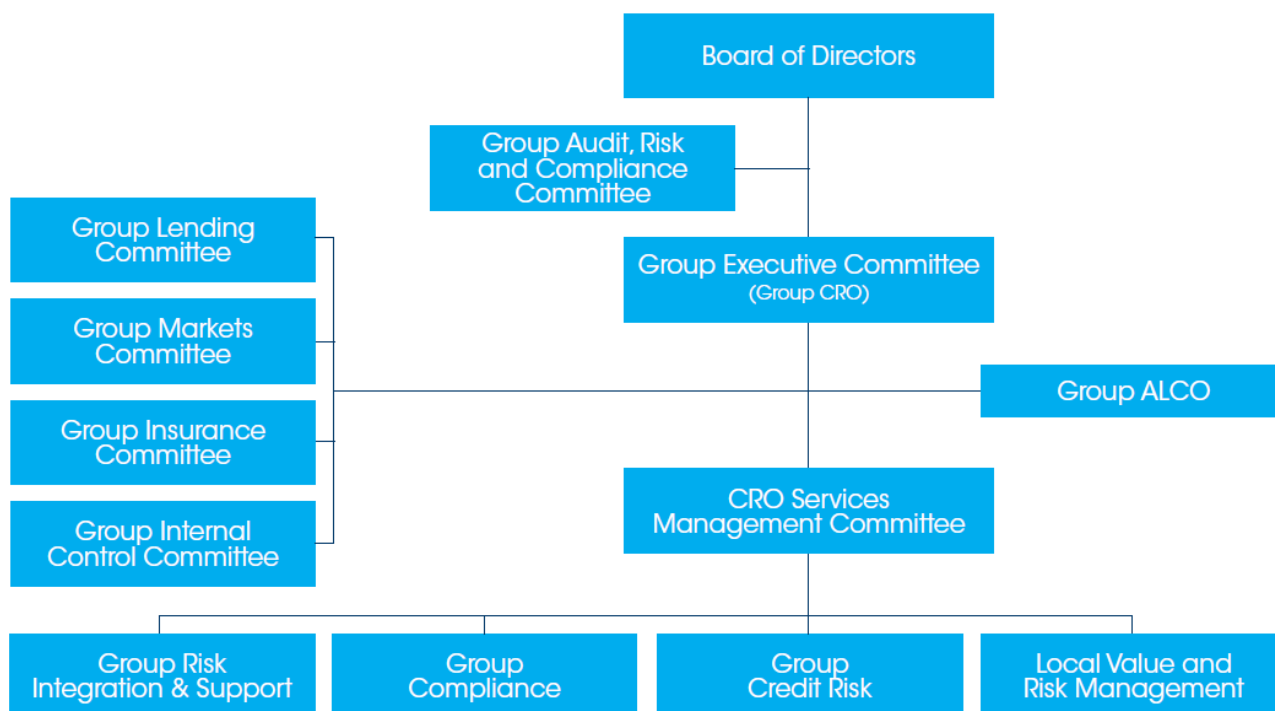 Board of Directors
Group Audit, Risk
and Compliance
Committee
Group Lending
Committee
Group Executive Committee
(Group CRO)
Group Markets
Committee
Group ALCO
Group Insurance
Committee
CRO Services
Management Committee
Group Internal
Control Committee
Group Risk
Integration & Support
Group
Compliance
Group
Credit Risk
Local Value and
Risk Management